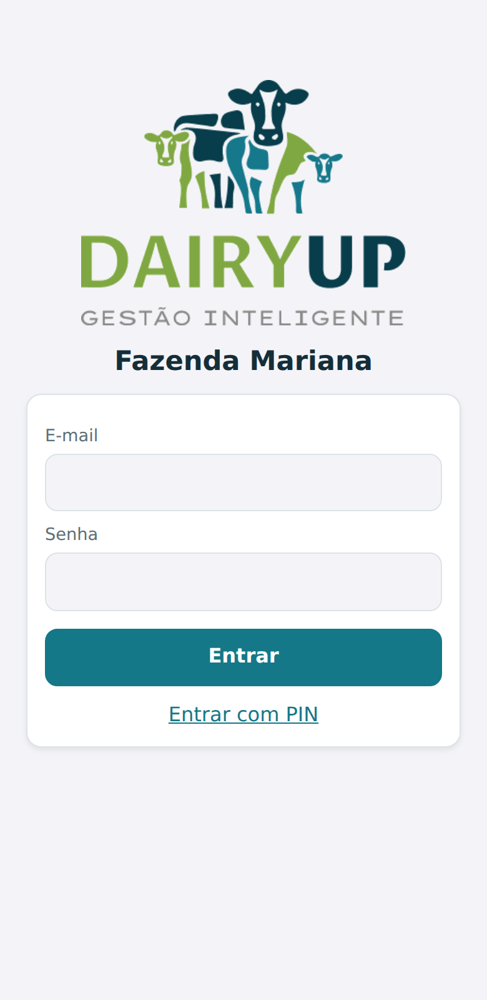 DAIRYUP
GESTÃO INTELIGENTE
Fazenda Mariana
E-mail
Senha
Entrar
Entrar com PIN